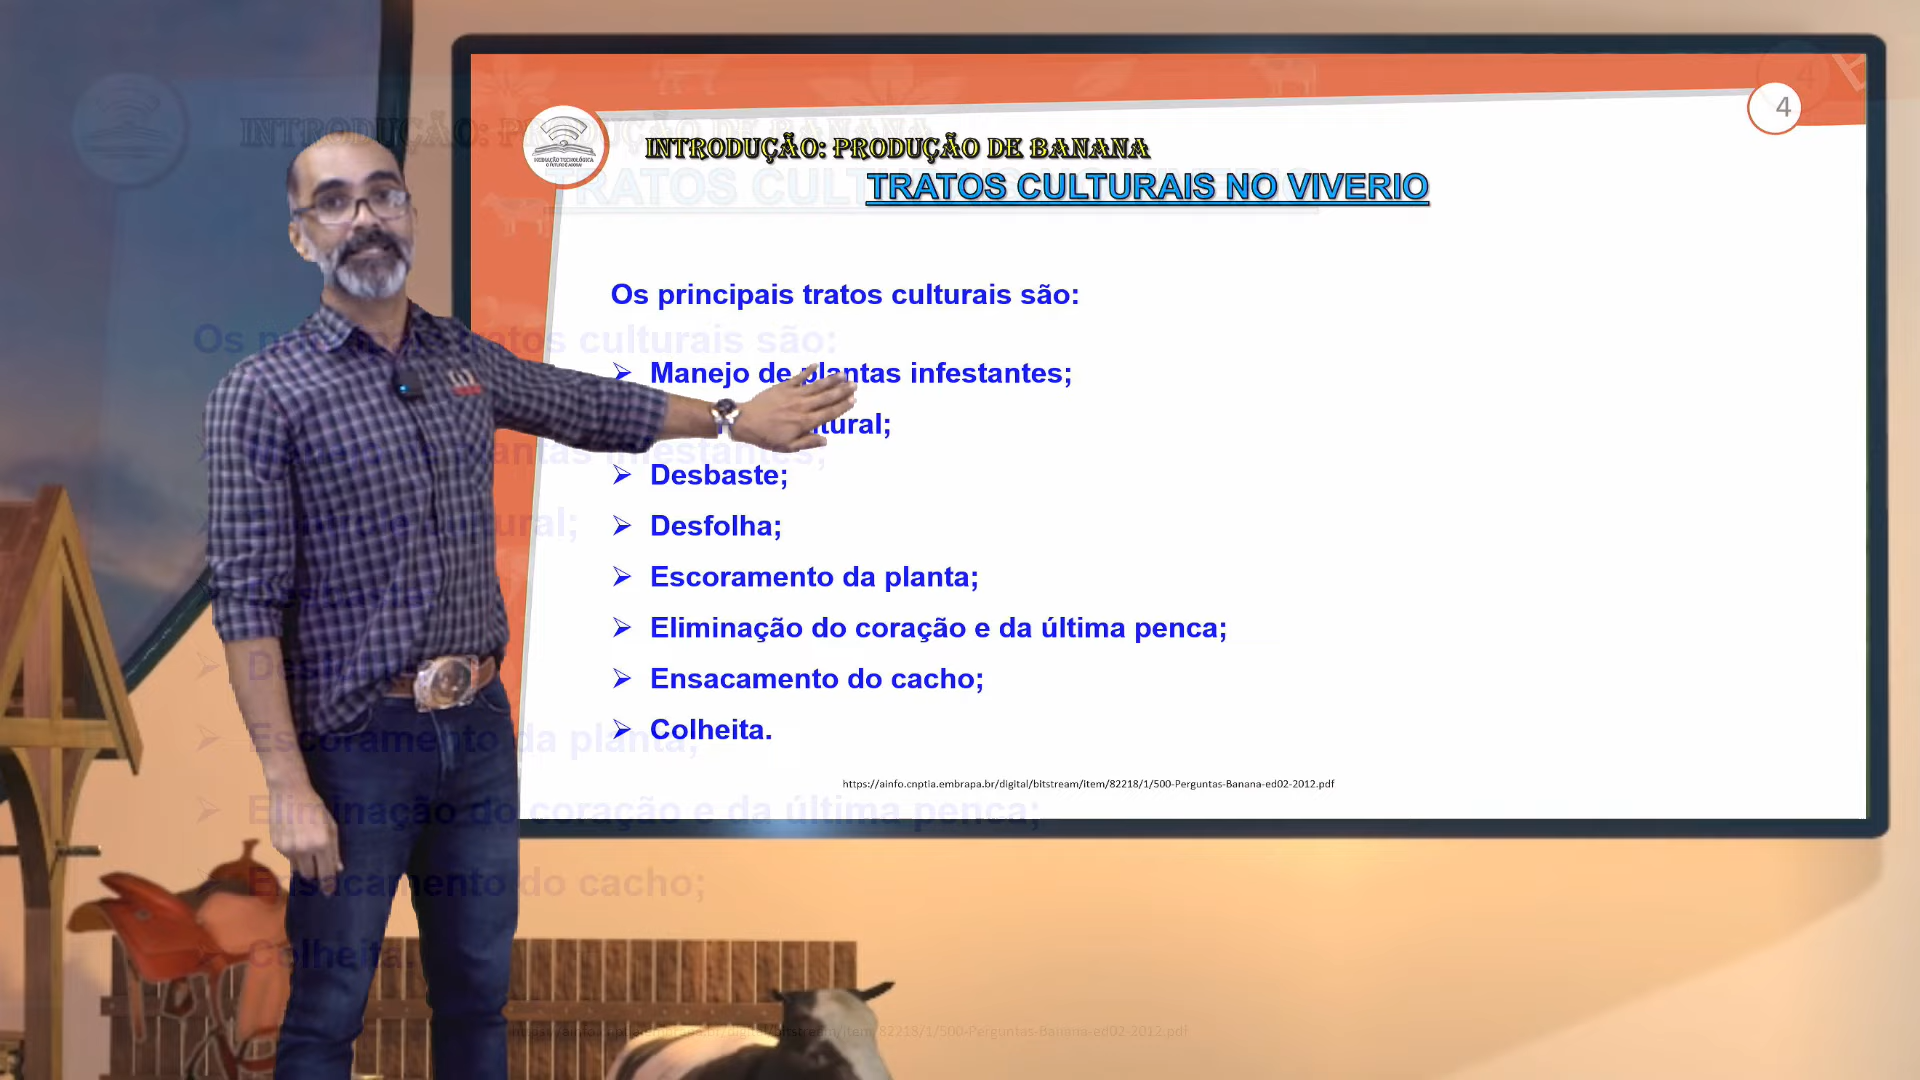 4
INTRODUÇÃO: PRODUÇÃO DE BANANA
MEDIAÇÃO TECNOLÓGICA
TRATOS CULTURAIS NO VIVERIO
Os principais tratos culturais são:
Manejo de plantas infestantes;
Desbaste;
Desfolha;
Escoramento da planta;
Eliminação do coração e da última penca;
Ensacamento do cacho;
Colheita.
https://ainfo.cnptia.embrapa.br/digital/bitstream/item/82218/1/500-Perguntas-Banana-ed02-2012.pdf